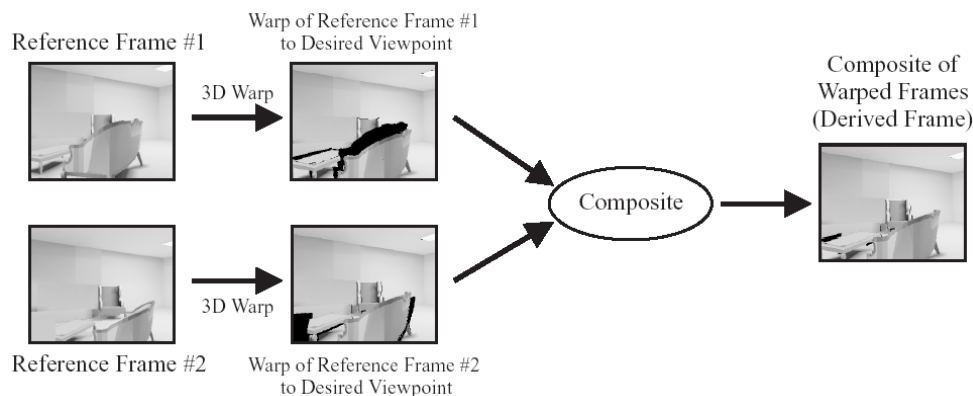 Reference Frame #1
Warp of Reference Frame #1
to Desired Viewpoint
3D Warp
Composite
Composite of
Warped Frames
(Derived Frame)
3D Warp
Reference Frame #2
Warp of Reference Frame #2
to Desired Viewpoint